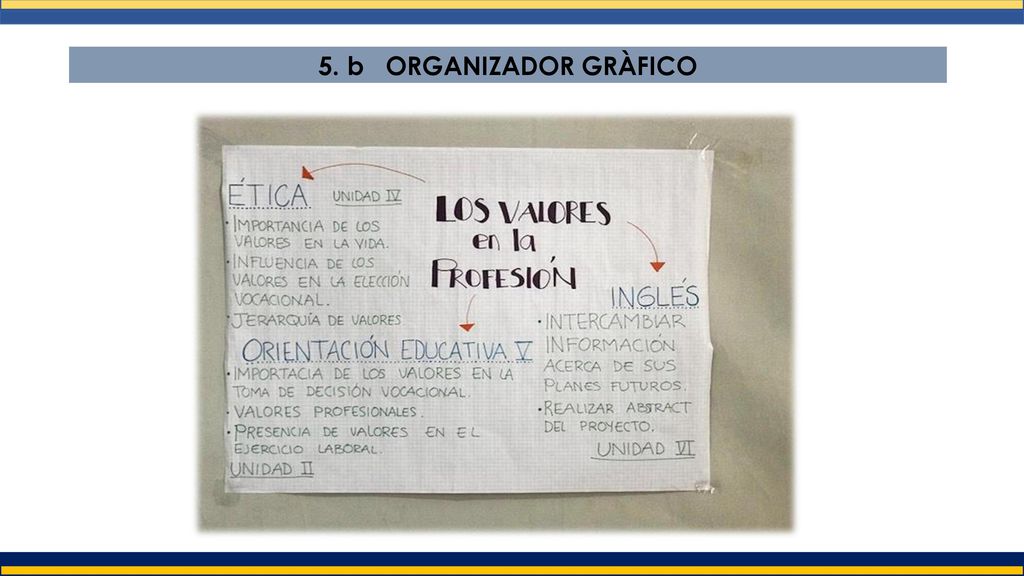 5. b ORGANIZADOR GRÀFICO
LOS VALORES
en la
PROFESIÓN
ÉTICA UNIDAD IV
· IMPORTANCIA DE LOS
VALORES EN LA VIDA.
· INFLUENCIA DE LOS
VALORES EN LA ELECCIÓN
VOCACIONAL.
· JERARQUÍA DE VALORES
ORIENTACIÓN EDUCATIVA V
· IMPORTACIA DE LOS VALORES EN LA
TOMA DE DECISIÓN VOCACIONAL.
· VALORES PROFESIONALES.
· PRESENCIA DE VALORES EN EL
EJERCICIO LABORAL.
UNIDAD II
INGLÉS
· INTERCAMBIAR
INFORMACIÓN
ACERCA DE SUS
PLANES FUTUROS.
· REALIZAR ABSTRACT
DEL PROYECTO.
UNIDAD VI